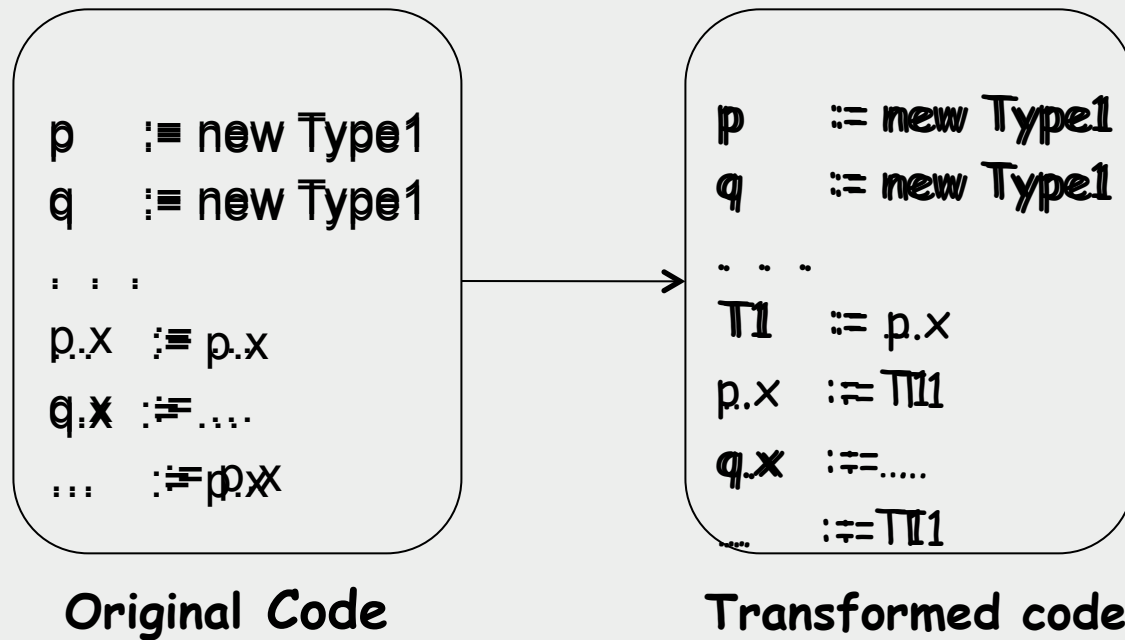 p := new Type1
q := new Type1
. . .
... := p.x
q.x := ...
... := p.x
Original Code
p := new Type1
q := new Type1
. . .
T1 := p.x
... := T1
q.x := ...
... := T1
Transformed code